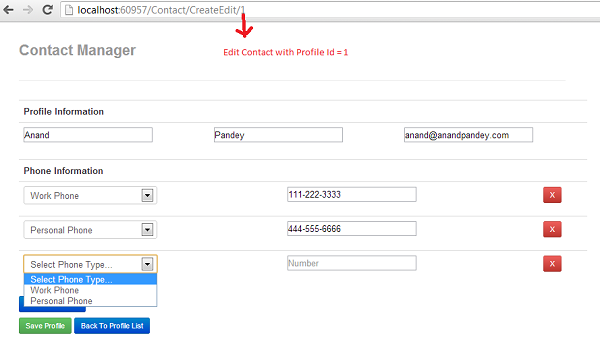 localhost:60957/Contact/CreateEdit/1
Contact Manager
Edit Contact with Profile Id = 1
Profile Information
Anand Pandey anand@anandpandey.com
Phone Information
Work Phone 111-222-3333 X
Personal Phone 444-555-6666 X
Select Phone Type... Number X
Select Phone Type...
Work Phone
Personal Phone
Save Profile Back To Profile List